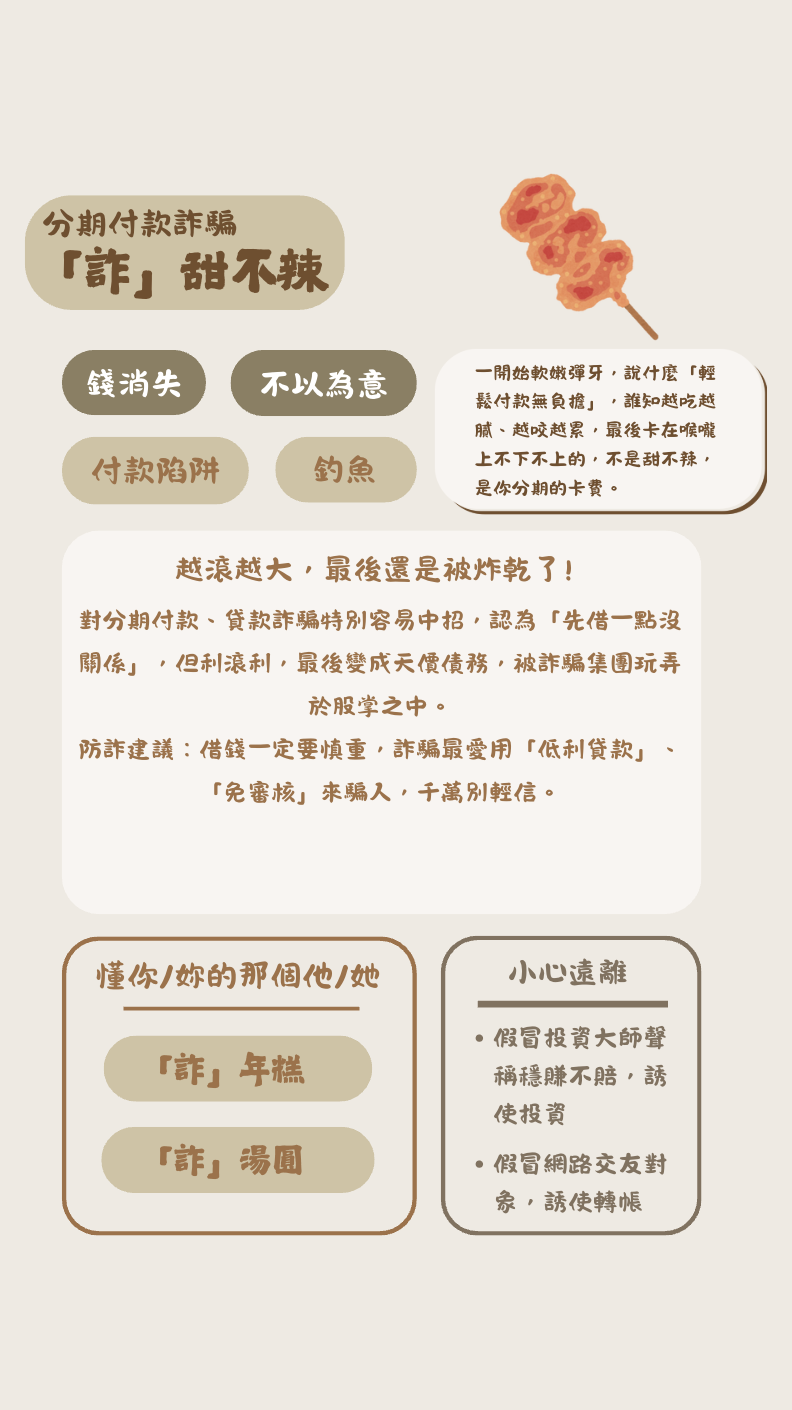 分期付款詐騙
「詐」甜不辣
錢消失
不以為意
付款陷阱
釣魚
一開始軟嫩彈牙，說什麼「輕
鬆付款無負擔」，誰知越吃越
膩、越咬越累，最後卡在喉嚨
上不下不上的，不是甜不辣，
是你分期的卡費。
越滾越大，最後還是被炸乾了！
對分期付款、貸款詐騙特別容易中招，認為「先借一點沒
關係」，但利滾利，最後變成天價債務，被詐騙集團玩弄
於股掌之中。
防詐建議：借錢一定要慎重，詐騙最愛用「低利貸款」、
「免審核」來騙人，千萬別輕信。
懂你/妳的那個他/她
「詐」年糕
「詐」湯圓
小心遠離
• 假冒投資大師聲
稱穩賺不賠，誘
使投資
• 假冒網路交友對
象，誘使轉帳